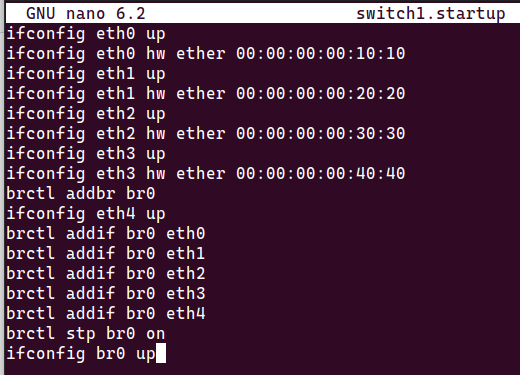 GNU nano 6.2 switch1.startup
ifconfig eth0 up
ifconfig eth0 hw ether 00:00:00:00:10:10
ifconfig eth1 up
ifconfig eth1 hw ether 00:00:00:00:20:20
ifconfig eth2 up
ifconfig eth2 hw ether 00:00:00:00:30:30
ifconfig eth3 up
ifconfig eth3 hw ether 00:00:00:00:40:40
brctl addbr br0
ifconfig eth4 up
brctl addif br0 eth0
brctl addif br0 eth1
brctl addif br0 eth2
brctl addif br0 eth3
brctl addif br0 eth4
brctl stp br0 on
ifconfig br0 up